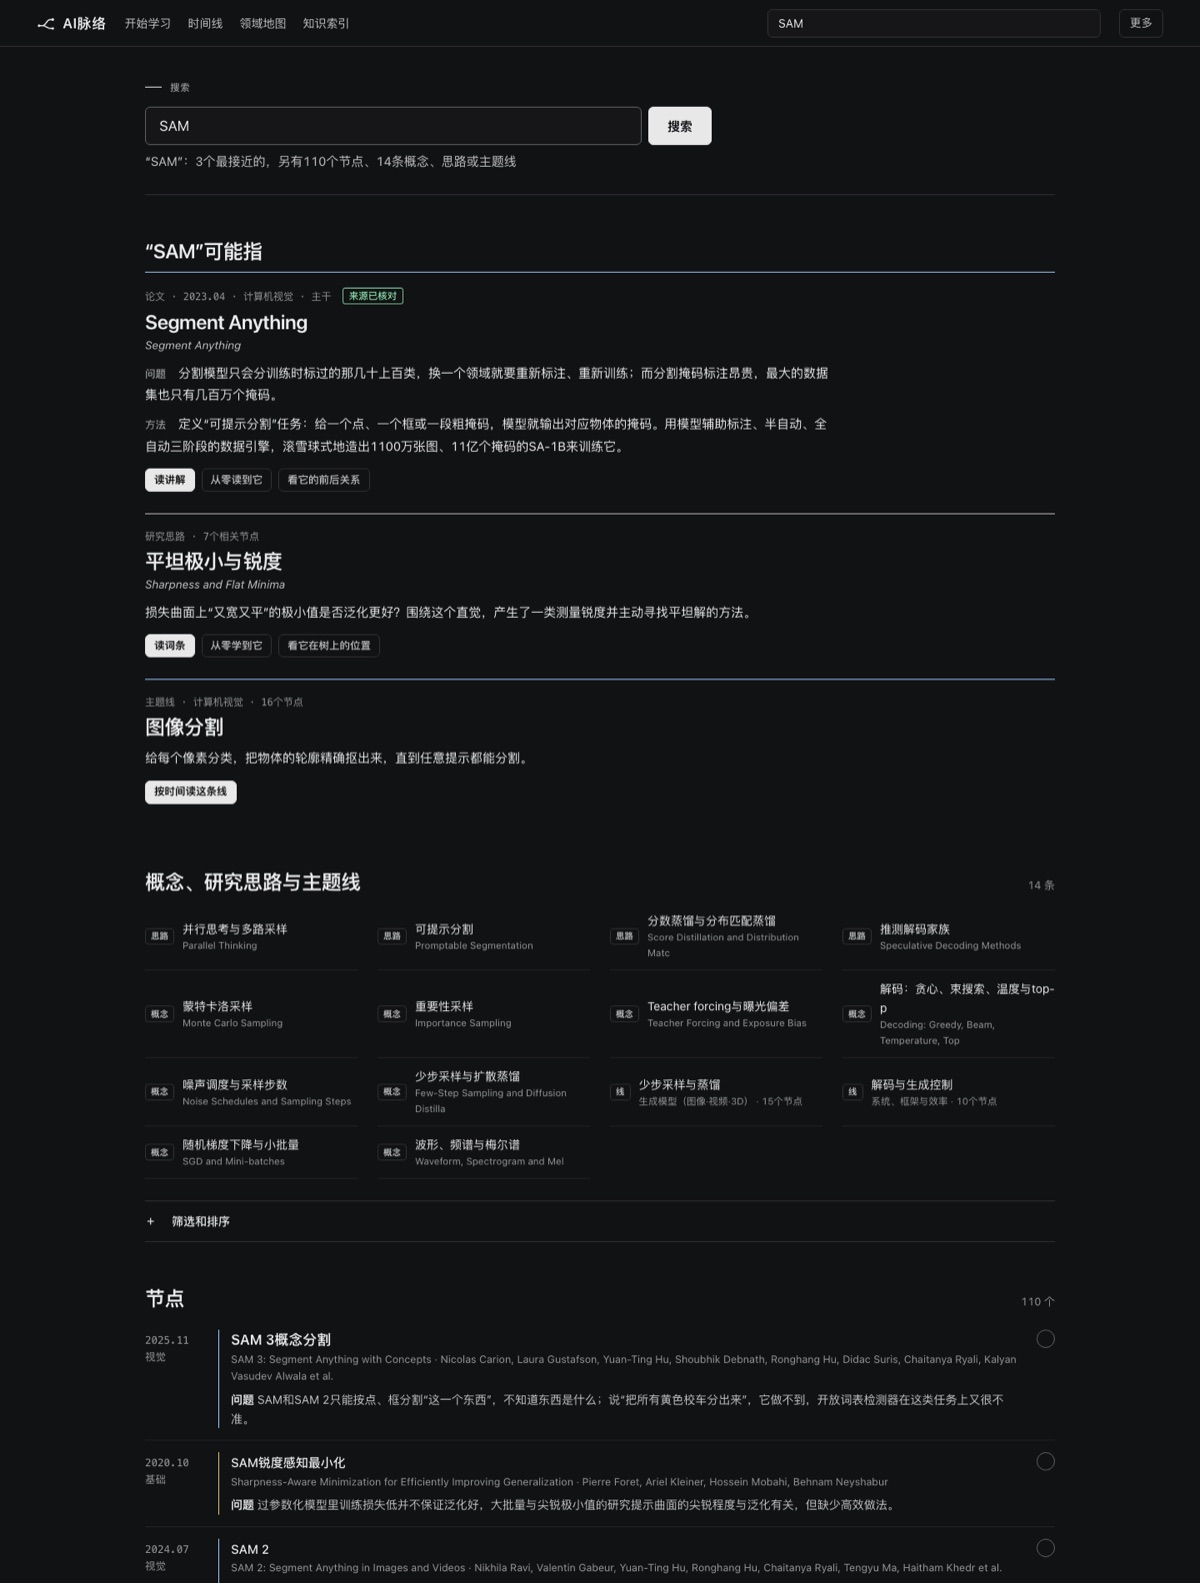 AI脉络 开始学习 时间线 领域地图 知识索引 SAM 更多
搜索
SAM 搜索
“SAM”：3个最接近的，另有110个节点、14条概念、思路或主题线
“SAM”可能指
论文 · 2023.04 · 计算机视觉 · 主干 来源已核对
Segment Anything
Segment Anything
问题 分割模型只会分训练时标过的那几十上百类，换一个领域就要重新标注、重新训练；而分割掩码标注昂贵，最大的数据
集也只有几百万个掩码。
方法 定义“可提示分割”任务：给一个点、一个框或一段粗掩码，模型就输出对应物体的掩码。用模型辅助标注、半自动、全
自动三阶段的数据引擎，滚雪球式地造出1100万张图、11亿个掩码的SA-1B来训练它。
读讲解 从零读到它 看它的前后关系
研究思路 · 7个相关节点
平坦极小与锐度
Sharpness and Flat Minima
损失曲面上“又宽又平”的极小值是否泛化更好？围绕这个直觉，产生了一类测量锐度并主动寻找平坦解的方法。
读词条 从零学到它 看它在树上的位置
主题线 · 计算机视觉 · 16个节点
图像分割
给每个像素分类，把物体的轮廓精确抠出来，直到任意提示都能分割。
按时间读这条线
概念、研究思路与主题线 14 条
思路 并行思考与多路采样
Parallel Thinking
思路 可提示分割
Promptable Segmentation
思路 分数蒸馏与分布匹配蒸馏
Score Distillation and Distribution
Matc
思路 推测解码家族
Speculative Decoding Methods
概念 蒙特卡洛采样
Monte Carlo Sampling
概念 重要性采样
Importance Sampling
概念 Teacher forcing与曝光偏差
Teacher Forcing and Exposure Bias
概念 解码：贪心、束搜索、温度与top-
p
Decoding: Greedy, Beam,
Temperature, Top
概念 噪声调度与采样步数
Noise Schedules and Sampling Steps
概念 少步采样与扩散蒸馏
Few-Step Sampling and Diffusion
Distilla
线 少步采样与蒸馏
生成模型（图像·视频·3D） · 15个节点
线 解码与生成控制
系统、框架与效率 · 10个节点
概念 随机梯度下降与小批量
SGD and Mini-batches
概念 波形、频谱与梅尔谱
Waveform, Spectrogram and Mel
+ 筛选和排序
节点 110 个
2025.11 SAM 3概念分割
视觉 SAM 3: Segment Anything with Concepts · Nicolas Carion, Laura Gustafson, Yuan-Ting Hu, Shoubhik Debnath, Ronghang Hu, Didac Suris, Chaitanya Ryali, Kalyan
Vasudev Alwala et al.
问题 SAM和SAM 2只能按点、框分割“这一个东西”，不知道东西是什么；说“把所有黄色校车分出来”，它做不到，开放词表检测器在这类任务上又很不
准。
2020.10 SAM锐度感知最小化
基础 Sharpness-Aware Minimization for Efficiently Improving Generalization · Pierre Foret, Ariel Kleiner, Hossein Mobahi, Behnam Neyshabur
问题 过参数化模型里训练损失低并不保证泛化好，大批量与尖锐极小值的研究提示曲面的尖锐程度与泛化有关，但缺少高效做法。
2024.07 SAM 2
视觉 SAM 2: Segment Anything in Images and Videos · Nikhila Ravi, Valentin Gabeur, Yuan-Ting Hu, Ronghang Hu, Chaitanya Ryali, Tengyu Ma, Haitham Khedr et al.